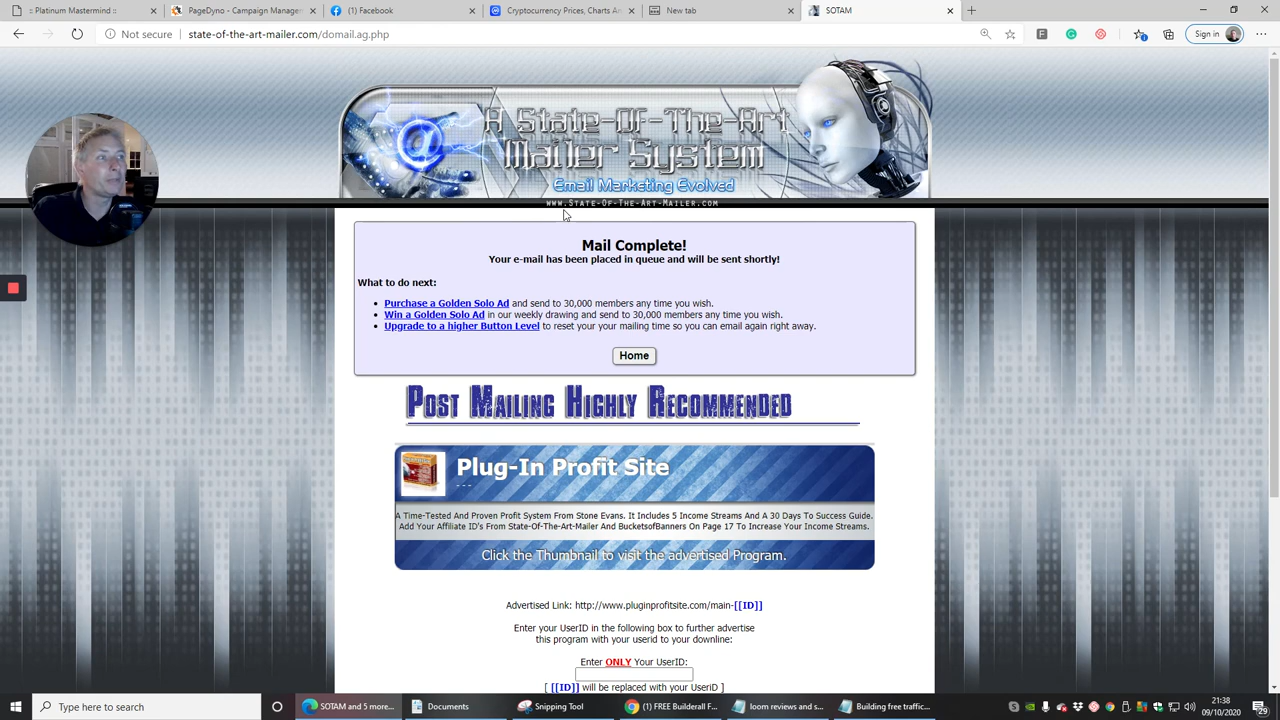 :: Platinum Mastermind ::
PageDyno - Campaign Manager
(1) Facebook
Cryptocurrency Prices, Charts An
New tab
SOTAM
Not secure
state-of-the-art-mailer.com/domail.ag.php
Sign in
A State-Of-The-Art
Mailer System
Email Marketing Evolved
www.State-Of-The-Art-Mailer.com
Mail Complete!
Your e-mail has been placed in queue and will be sent shortly!
What to do next:
Purchase a Golden Solo Ad and send to 30,000 members any time you wish.
Win a Golden Solo Ad in our weekly drawing and send to 30,000 members any time you wish.
Upgrade to a higher Button Level to reset your your mailing time so you can email again right away.
Home
Post Mailing Highly Recommended
Plug-In Profit Site
---
A Time-Tested And Proven Profit System From Stone Evans. It Includes 5 Income Streams And A 30 Days To Success Guide.
Add Your Affiliate ID's From State-Of-The-Art-Mailer And BucketsofBanners On Page 17 To Increase Your Income Streams.
Click the Thumbnail to visit the advertised Program.
Advertised Link: http://www.pluginprofitsite.com/main-[[ID]]
Enter your UserID in the following box to further advertise
this program with your userid to your downline:
Enter ONLY Your UserID:
[ [[ID]] will be replaced with your UseriD ]
Type here to search
SOTAM and 5 more...
Documents
Snipping Tool
(1) FREE Builderall F...
loom reviews and s...
Building free traffic...
21:38
09/10/2020
29